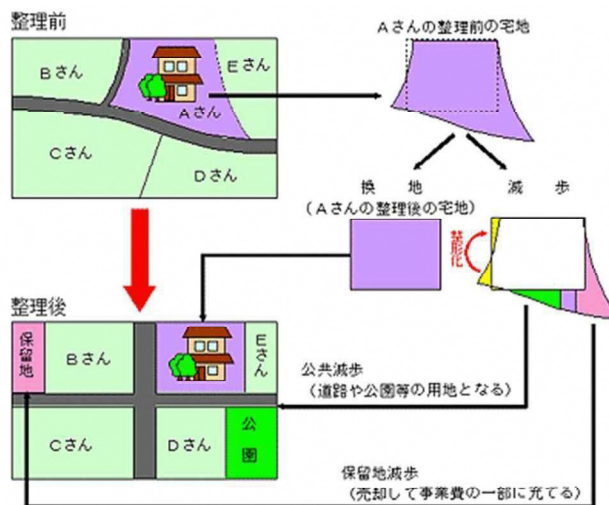 整理前
Aさんの整理前の宅地
Bさん
Eさん
Aさん
Cさん
Dさん
換 地
(Aさんの整理後の宅地)
減 歩
整形化
整理後
保留地
Bさん
Eさん
公共減歩
(道路や公園等の用地となる)
Cさん
Dさん
公園
保留地減歩
(売却して事業費の一部に充てる)